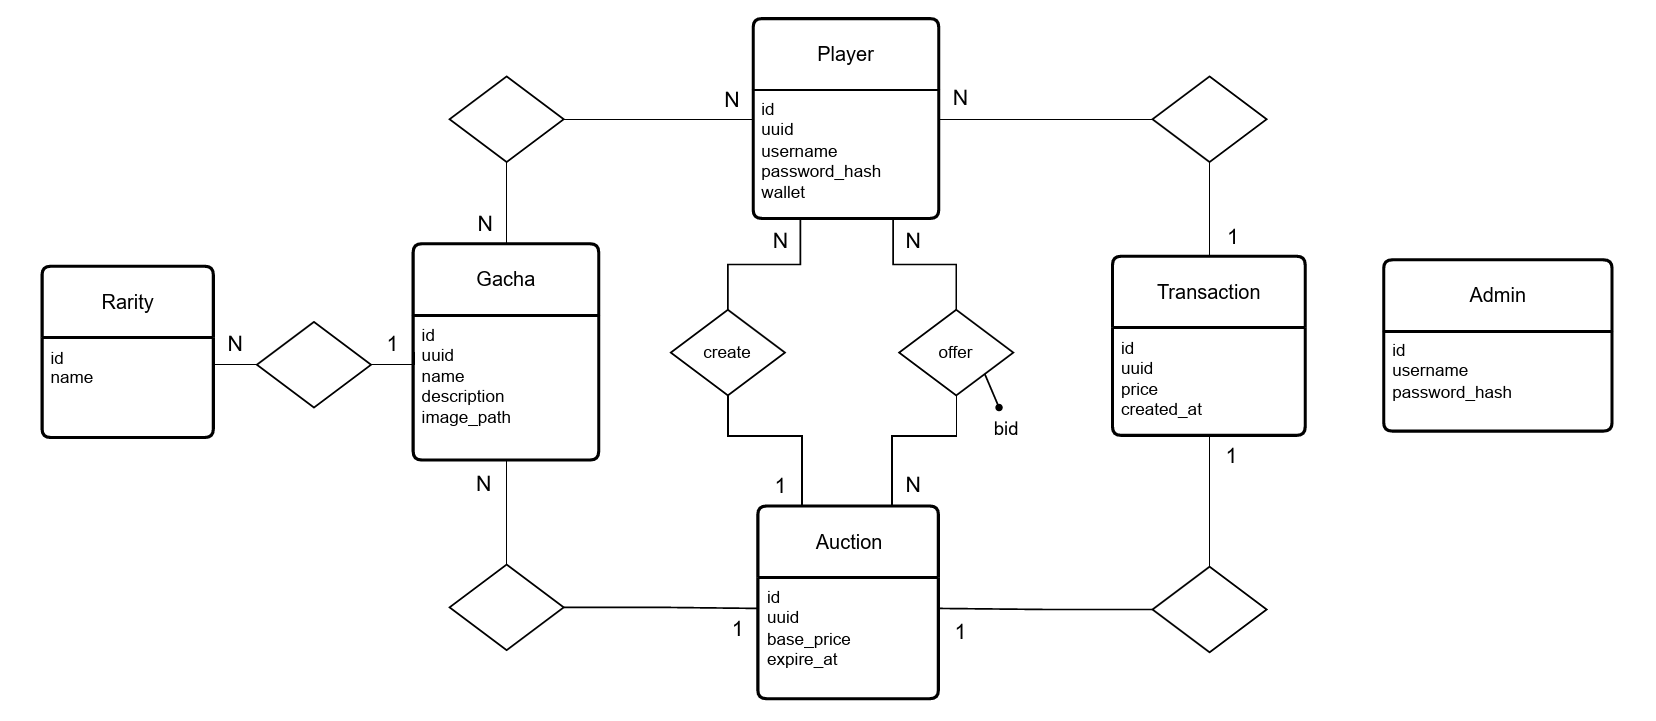 Player
id
uuid
username
password_hash
wallet
N
N
N
N
N
1
Rarity
id
name
N
1
Gacha
id
uuid
name
description
image_path
create
offer
bid
Transaction
id
uuid
price
created_at
Admin
id
username
password_hash
N
1
N
1
Auction
id
uuid
base_price
expire_at
1
1